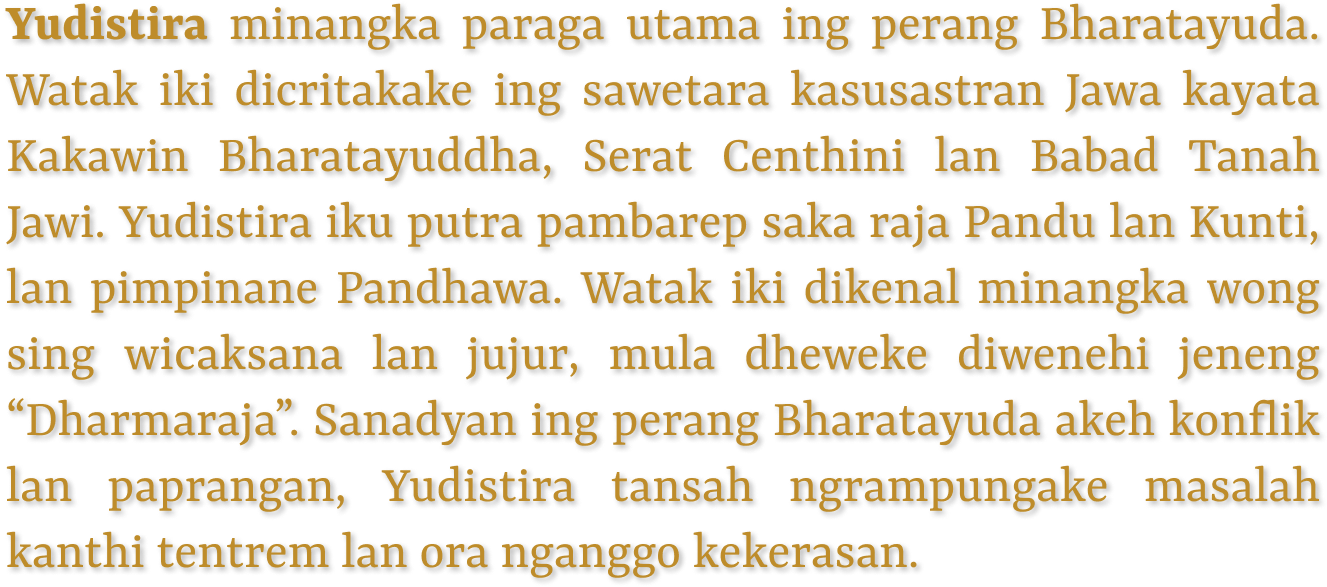 Yudistira minangka paraga utama ing perang Bharatayuda.
Watak iki dicritakake ing sawetara kasusastran Jawa kayata
Kakawin Bharatayuddha, Serat Centhini lan Babad Tanah
Jawi. Yudistira iku putra pambarep saka raja Pandu lan Kunti,
lan pimpinane Pandhawa. Watak iki dikenal minangka wong
sing wicaksana lan jujur, mula dheweke diwenehi jeneng
“Dharmaraja”. Sanadyan ing perang Bharatayuda akeh konflik
lan paprangan, Yudistira tansah ngrampungake masalah
kanthi tentrem lan ora nganggo kekerasan.